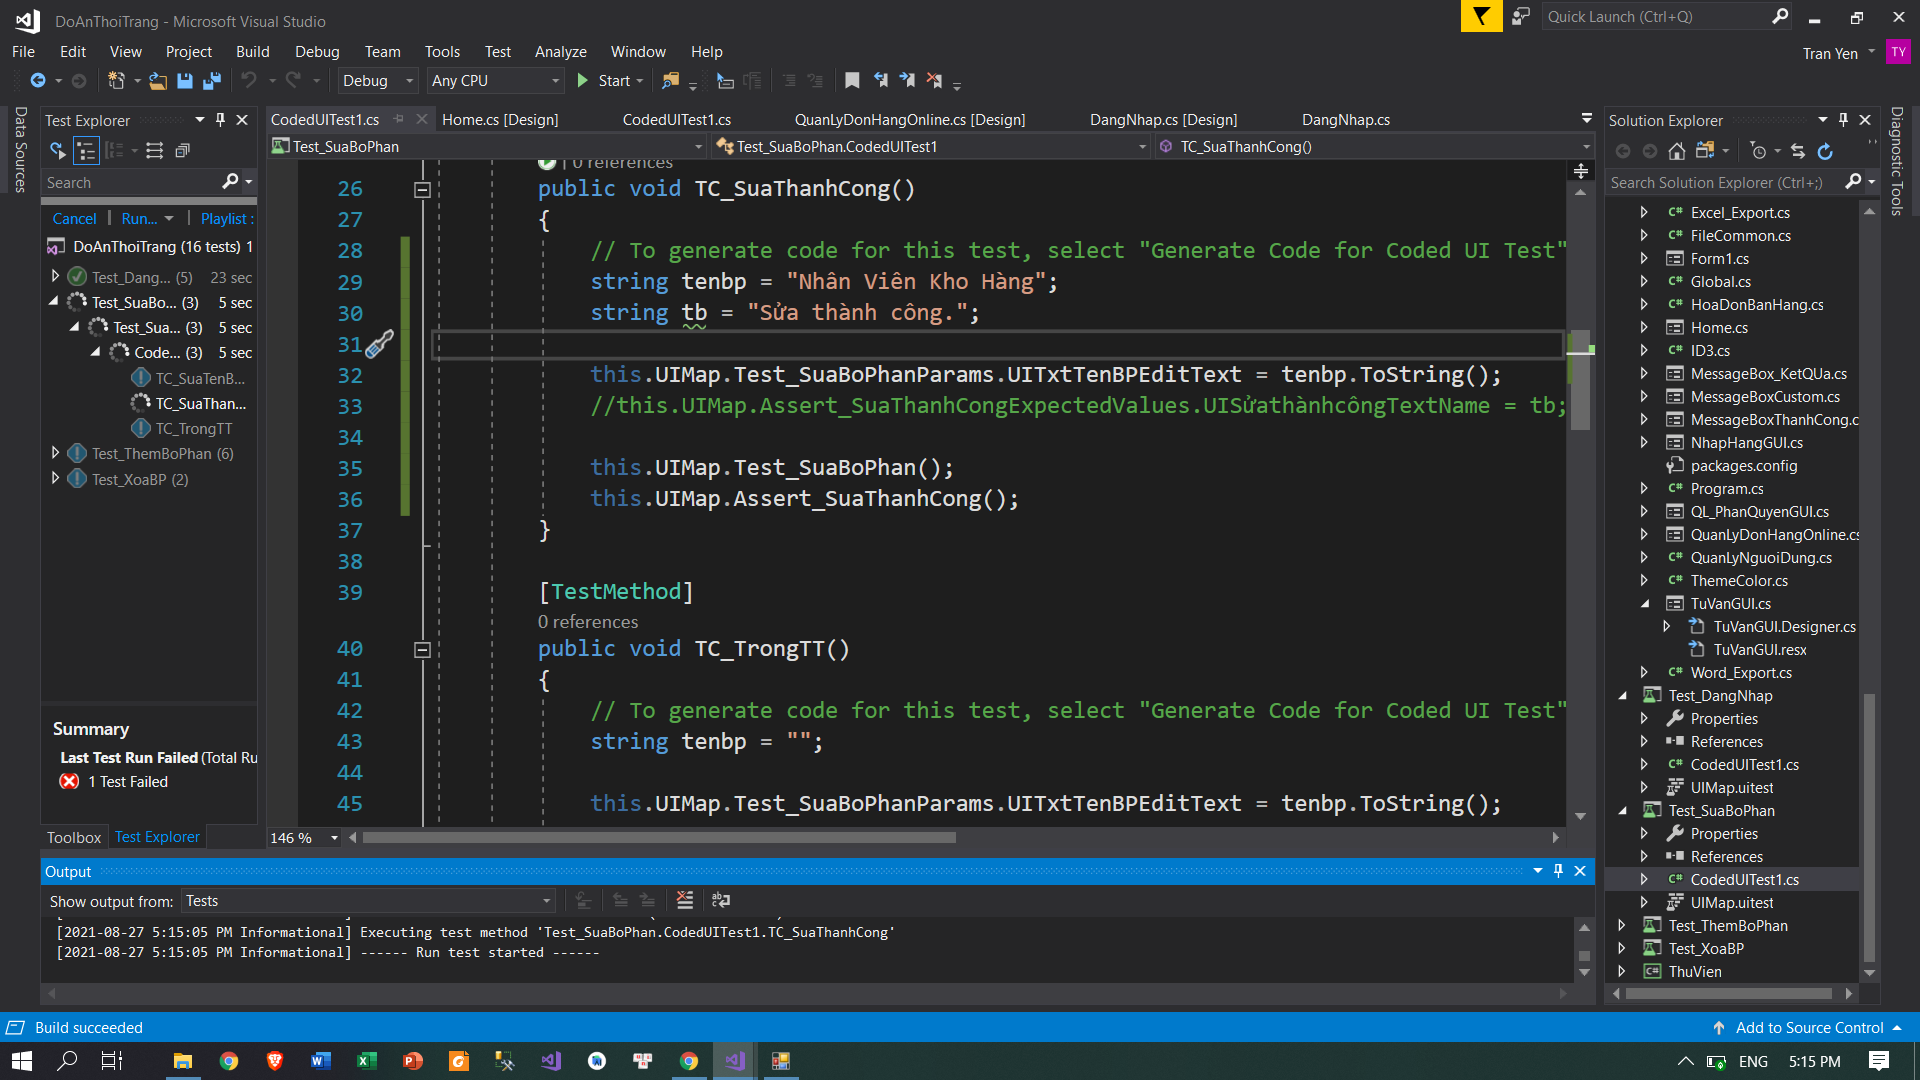 DoAnThoiTrang - Microsoft Visual Studio
Quick Launch (Ctrl+Q)
File Edit View Project Build Debug Team Tools Test Analyze Window Help
Tran Yen
TY
Debug
Any CPU
Start
Data Sources
Test Explorer
Search
Cancel
Run...
Playlist :
DoAnThoiTrang (16 tests) 1
Test_Dang... (5) 23 sec
Test_SuaBo... (3) 5 sec
Test_Sua... (3) 5 sec
Code... (3) 5 sec
TC_SuaTenB...
TC_SuaThan...
TC_TrongTT
Test_ThemBoPhan (6)
Test_XoaBP (2)
Summary
Last Test Run Failed (Total Ru
1 Test Failed
Toolbox
Test Explorer
CodedUITest1.cs
Home.cs [Design]
CodedUITest1.cs
QuanLyDonHangOnline.cs [Design]
DangNhap.cs [Design]
DangNhap.cs
Test_SuaBoPhan
Test_SuaBoPhan.CodedUITest1
TC_SuaThanhCong()
| 0 references
26 public void TC_SuaThanhCong()
27 {
28 // To generate code for this test, select "Generate Code for Coded UI Test"
29 string tenbp = "Nhân Viên Kho Hàng";
30 string tb = "Sửa thành công.";
31
32 this.UIMap.Test_SuaBoPhanParams.UITxtTenBPEditText = tenbp.ToString();
33 //this.UIMap.Assert_SuaThanhCongExpectedValues.UISửathànhcôngTextName = tb;
34
35 this.UIMap.Test_SuaBoPhan();
36 this.UIMap.Assert_SuaThanhCong();
37 }
38
39 [TestMethod]
0 references
40 public void TC_TrongTT()
41 {
42 // To generate code for this test, select "Generate Code for Coded UI Test"
43 string tenbp = "";
44
45 this.UIMap.Test_SuaBoPhanParams.UITxtTenBPEditText = tenbp.ToString();
146 %
Output
Show output from: Tests
[2021-08-27 5:15:05 PM Informational] Executing test method 'Test_SuaBoPhan.CodedUITest1.TC_SuaThanhCong'
[2021-08-27 5:15:05 PM Informational] ------ Run test started ------
Solution Explorer
Search Solution Explorer (Ctrl+;)
C# Excel_Export.cs
C# FileCommon.cs
Form1.cs
C# Global.cs
C# HoaDonBanHang.cs
Home.cs
C# ID3.cs
MessageBox_KetQUa.cs
MessageBoxCustom.cs
MessageBoxThanhCong.c
NhapHangGUI.cs
packages.config
C# Program.cs
QL_PhanQuyenGUI.cs
QuanLyDonHangOnline.cs
C# QuanLyNguoiDung.cs
C# ThemeColor.cs
TuVanGUI.cs
TuVanGUI.Designer.cs
TuVanGUI.resx
C# Word_Export.cs
Test_DangNhap
Properties
References
C# CodedUITest1.cs
UIMap.uitest
Test_SuaBoPhan
Properties
References
C# CodedUITest1.cs
UIMap.uitest
Test_ThemBoPhan
Test_XoaBP
C# ThuVien
Diagnostic Tools
Build succeeded
Add to Source Control
ENG
5:15 PM